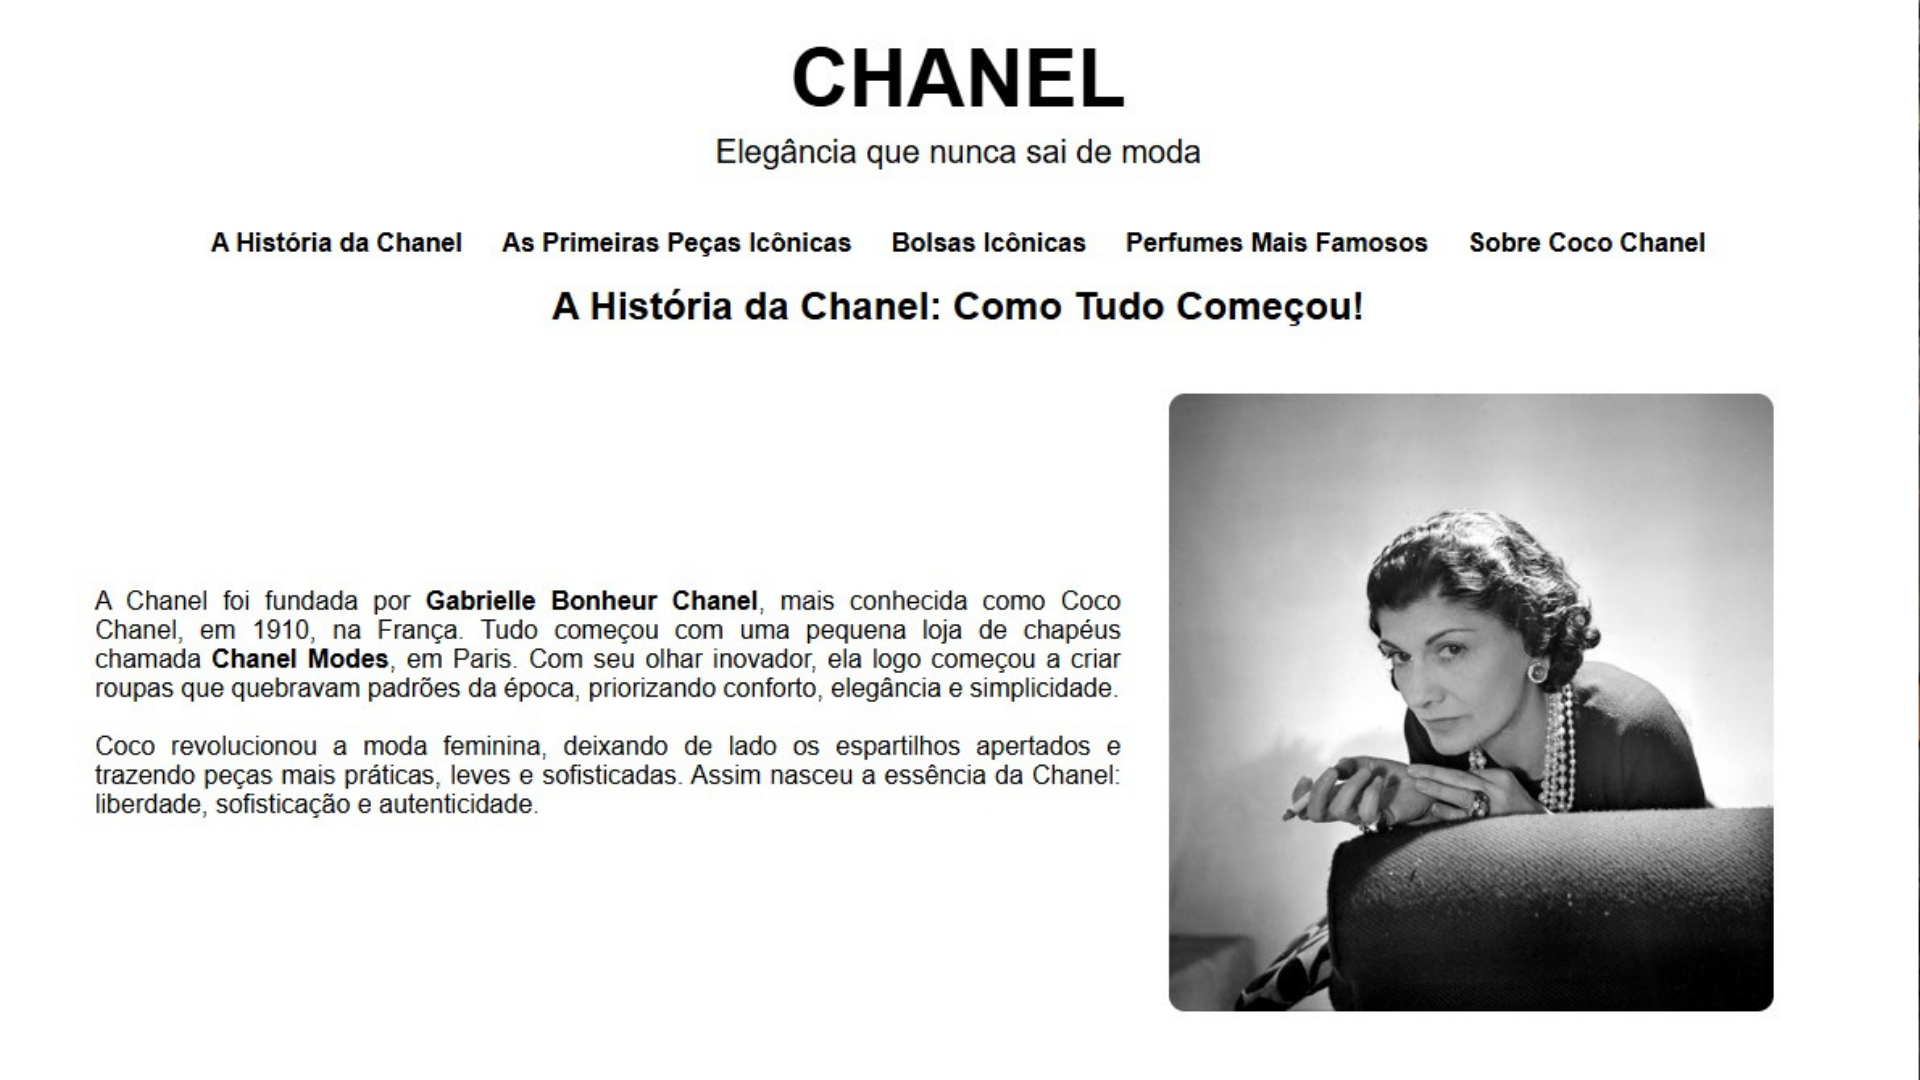 CHANEL
Elegância que nunca sai de moda
A História da Chanel As Primeiras Peças Icônicas Bolsas Icônicas Perfumes Mais Famosos Sobre Coco Chanel
A História da Chanel: Como Tudo Começou!
A Chanel foi fundada por Gabrielle Bonheur Chanel, mais conhecida como Coco
Chanel, em 1910, na França. Tudo começou com uma pequena loja de chapéus
chamada Chanel Modes, em Paris. Com seu olhar inovador, ela logo começou a criar
roupas que quebravam padrões da época, priorizando conforto, elegância e simplicidade.
Coco revolucionou a moda feminina, deixando de lado os espartilhos apertados e
trazendo peças mais práticas, leves e sofisticadas. Assim nasceu a essência da Chanel:
liberdade, sofisticação e autenticidade.